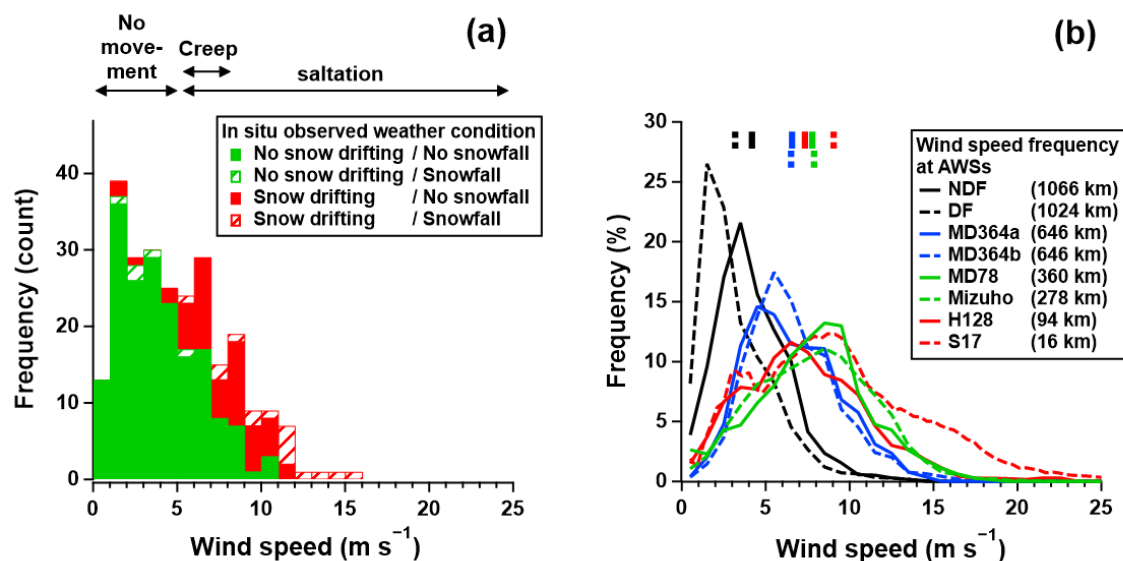 No
move-
ment
Creep
saltation
(a)
In situ observed weather condition
No snow drifting / No snowfall
No snow drifting / Snowfall
Snow drifting / No snowfall
Snow drifting / Snowfall
Frequency (count)
40
30
20
10
0
0 5 10 15 20 25
Wind speed (m s⁻¹)
(b)
Wind speed frequency
at AWSs
NDF (1066 km)
DF (1024 km)
MD364a (646 km)
MD364b (646 km)
MD78 (360 km)
Mizuho (278 km)
H128 (94 km)
S17 (16 km)
Frequency (%)
30
25
20
15
10
5
0
0 5 10 15 20 25
Wind speed (m s⁻¹)